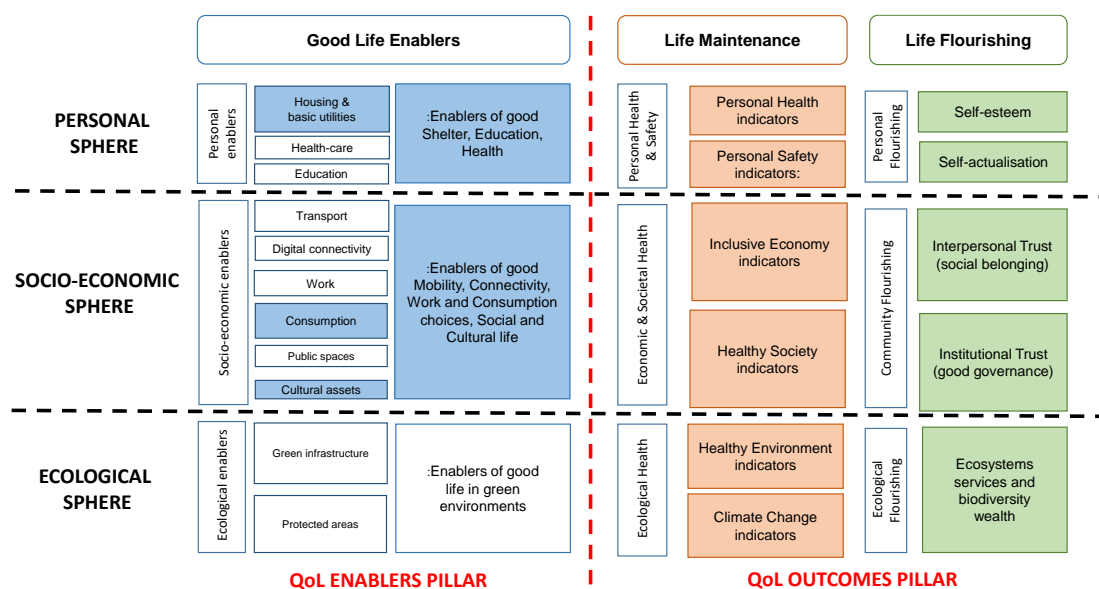 Good Life Enablers
Life Maintenance
Life Flourishing
PERSONAL
SPHERE
Personal
enablers
Housing &
basic utilities
Health-care
Education
:Enablers of good
Shelter, Education,
Health
Personal Health
& Safety
Personal Health
indicators
Personal Safety
indicators:
Personal
Flourishing
Self-esteem
Self-actualisation
SOCIO-ECONOMIC
SPHERE
Socio-economic enablers
Transport
Digital connectivity
Work
Consumption
Public spaces
Cultural assets
:Enablers of good
Mobility, Connectivity,
Work and Consumption
choices, Social and
Cultural life
Economic & Societal Health
Inclusive Economy
indicators
Healthy Society
indicators
Community Flourishing
Interpersonal Trust
(social belonging)
Institutional Trust
(good governance)
ECOLOGICAL
SPHERE
Ecological enablers
Green infrastructure
Protected areas
:Enablers of good
life in green
environments
Ecological Health
Healthy Environment
indicators
Climate Change
indicators
Ecological
Flourishing
Ecosystems
services and
biodiversity
wealth
QoL ENABLERS PILLAR
QoL OUTCOMES PILLAR